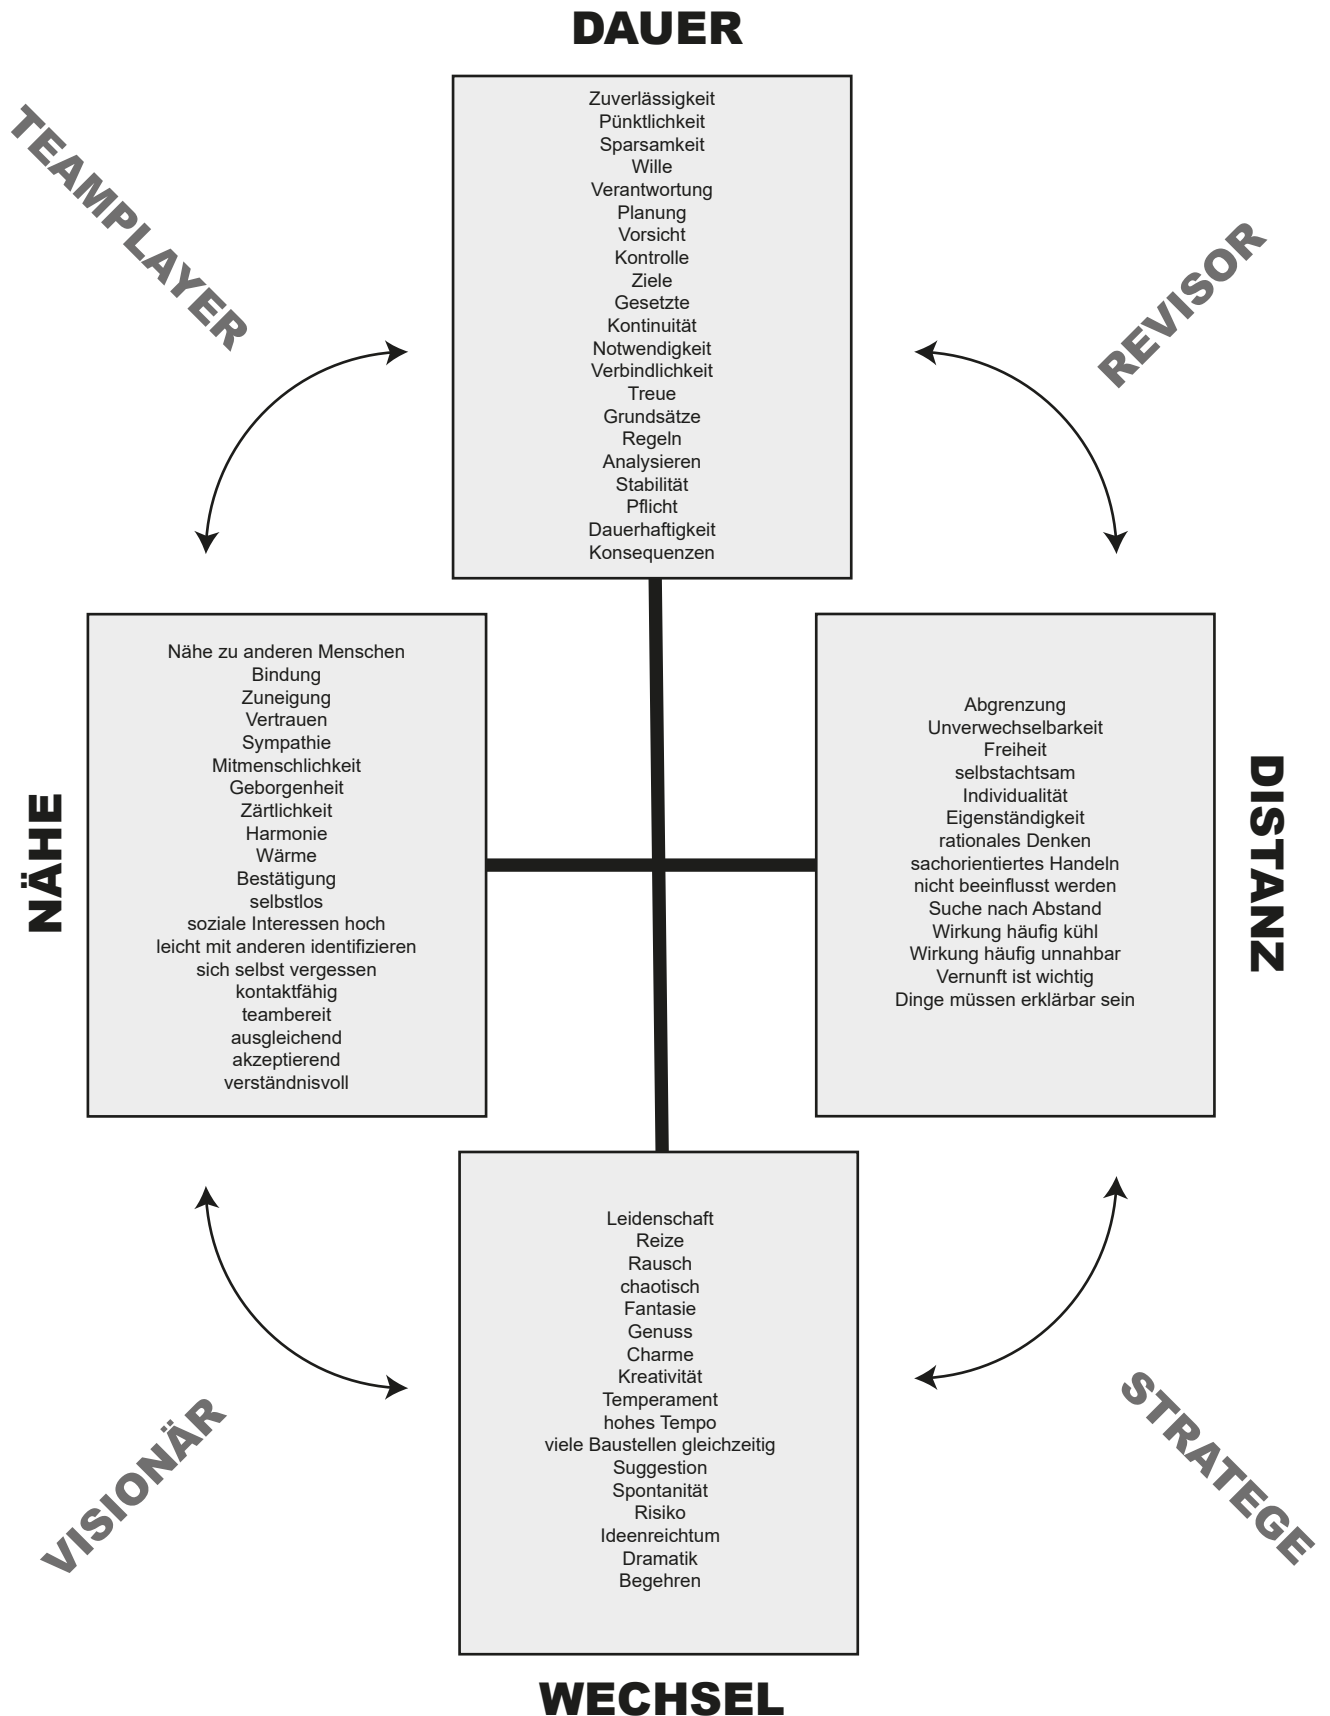 DAUER
TEAMPLAYER
REVISOR
Zuverlässigkeit
Pünktlichkeit
Sparsamkeit
Wille
Verantwortung
Planung
Vorsicht
Kontrolle
Ziele
Gesetzte
Kontinuität
Notwendigkeit
Verbindlichkeit
Treue
Grundsätze
Regeln
Analysieren
Stabilität
Pflicht
Dauerhaftigkeit
Konsequenzen
NÄHE
Nähe zu anderen Menschen
Bindung
Zuneigung
Vertrauen
Sympathie
Mitmenschlichkeit
Geborgenheit
Zärtlichkeit
Harmonie
Wärme
Bestätigung
selbstlos
soziale Interessen hoch
leicht mit anderen identifizieren
sich selbst vergessen
kontaktfähig
teambereit
ausgleichend
akzeptierend
verständnisvoll
Abgrenzung
Unverwechselbarkeit
Freiheit
selbstachtsam
Individualität
Eigenständigkeit
rationales Denken
sachorientiertes Handeln
nicht beeinflusst werden
Suche nach Abstand
Wirkung häufig kühl
Wirkung häufig unnahbar
Vernunft ist wichtig
Dinge müssen erklärbar sein
DISTANZ
Leidenschaft
Reize
Rausch
chaotisch
Fantasie
Genuss
Charme
Kreativität
Temperament
hohes Tempo
viele Baustellen gleichzeitig
Suggestion
Spontanität
Risiko
Ideenreichtum
Dramatik
Begehren
VISIONÄR
STRATEGE
WECHSEL